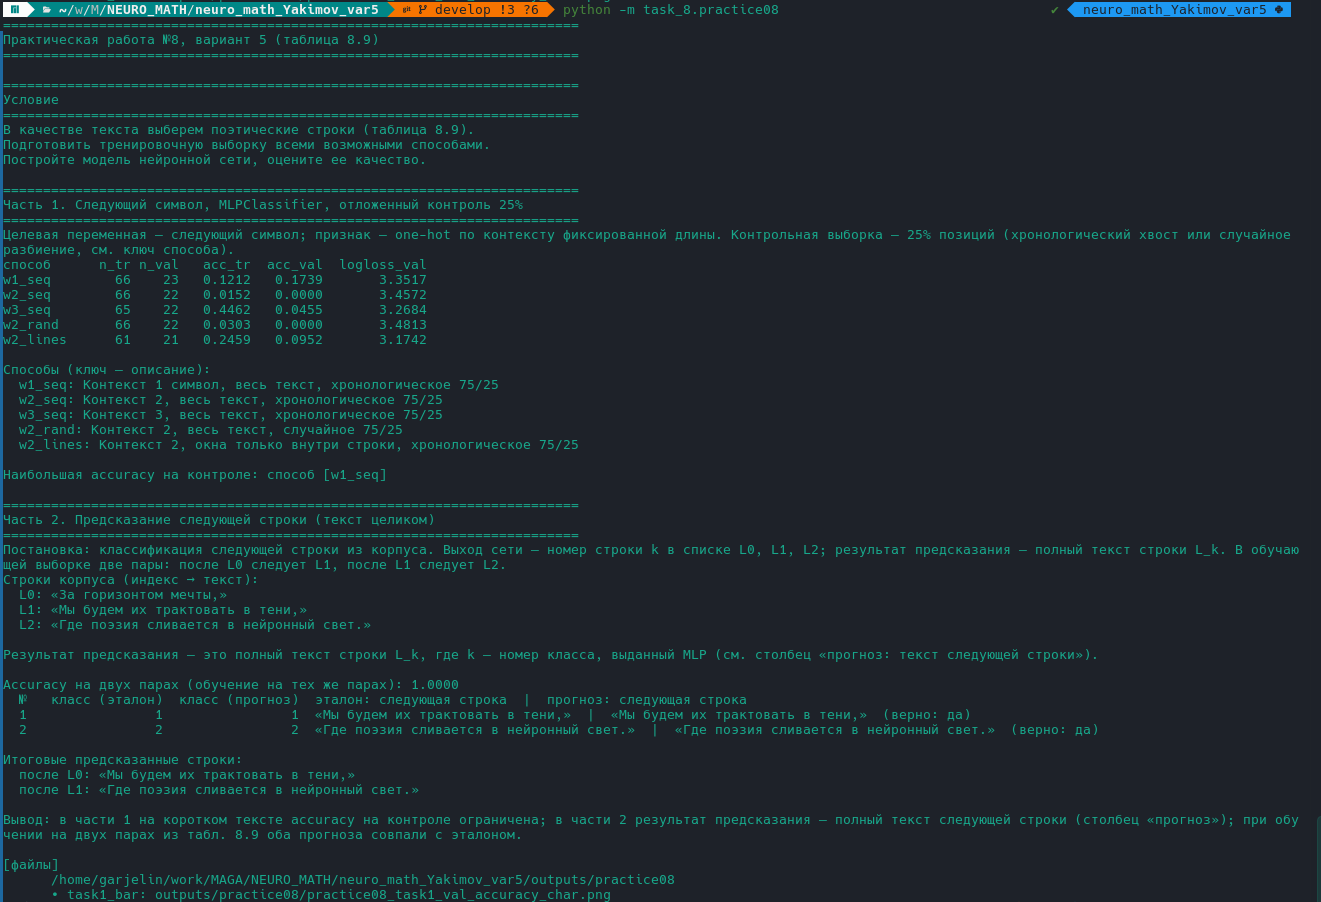 ~/w/M/NEURO_MATH/neuro_math_Yakimov_var5 develop !3 ?6 python -m task_8.practice08 ✔ neuro_math_Yakimov_var5
========================================================================
Практическая работа №8, вариант 5 (таблица 8.9)
========================================================================
========================================================================
Условие
========================================================================
В качестве текста выберем поэтические строки (таблица 8.9).
Подготовить тренировочную выборку всеми возможными способами.
Постройте модель нейронной сети, оцените ее качество.
========================================================================
Часть 1. Следующий символ, MLPClassifier, отложенный контроль 25%
========================================================================
Целевая переменная — следующий символ; признак — one-hot по контексту фиксированной длины. Контрольная выборка — 25% позиций (хронологический хвост или случайное
разбиение, см. ключ способа).
способ n_tr n_val acc_tr acc_val logloss_val
w1_seq 66 23 0.1212 0.1739 3.3517
w2_seq 66 22 0.0152 0.0000 3.4572
w3_seq 65 22 0.4462 0.0455 3.2684
w2_rand 66 22 0.0303 0.0000 3.4813
w2_lines 61 21 0.2459 0.0952 3.1742
Способы (ключ — описание):
w1_seq: Контекст 1 символ, весь текст, хронологическое 75/25
w2_seq: Контекст 2, весь текст, хронологическое 75/25
w3_seq: Контекст 3, весь текст, хронологическое 75/25
w2_rand: Контекст 2, весь текст, случайное 75/25
w2_lines: Контекст 2, окна только внутри строки, хронологическое 75/25
Наибольшая accuracy на контроле: способ [w1_seq]
========================================================================
Часть 2. Предсказание следующей строки (текст целиком)
========================================================================
Постановка: классификация следующей строки из корпуса. Выход сети — номер строки k в списке L0, L1, L2; результат предсказания — полный текст строки L_k. В обучаю
щей выборке две пары: после L0 следует L1, после L1 следует L2.
Строки корпуса (индекс → текст):
L0: «За горизонтом мечты,»
L1: «Мы будем их трактовать в тени,»
L2: «Где поэзия сливается в нейронный свет.»
Результат предсказания — это полный текст строки L_k, где k — номер класса, выданный MLP (см. столбец «прогноз: текст следующей строки»).
Accuracy на двух парах (обучение на тех же парах): 1.0000
№ класс (эталон) класс (прогноз) эталон: следующая строка | прогноз: следующая строка
1 1 1 «Мы будем их трактовать в тени,» | «Мы будем их трактовать в тени,» (верно: да)
2 2 2 «Где поэзия сливается в нейронный свет.» | «Где поэзия сливается в нейронный свет.» (верно: да)
Итоговые предсказанные строки:
после L0: «Мы будем их трактовать в тени,»
после L1: «Где поэзия сливается в нейронный свет.»
Вывод: в части 1 на коротком тексте accuracy на контроле ограничена; в части 2 результат предсказания — полный текст следующей строки (столбец «прогноз»); при обу
чении на двух парах из табл. 8.9 оба прогноза совпали с эталоном.
[файлы]
/home/garjelin/work/MAGA/NEURO_MATH/neuro_math_Yakimov_var5/outputs/practice08
• task1_bar: outputs/practice08/practice08_task1_val_accuracy_char.png